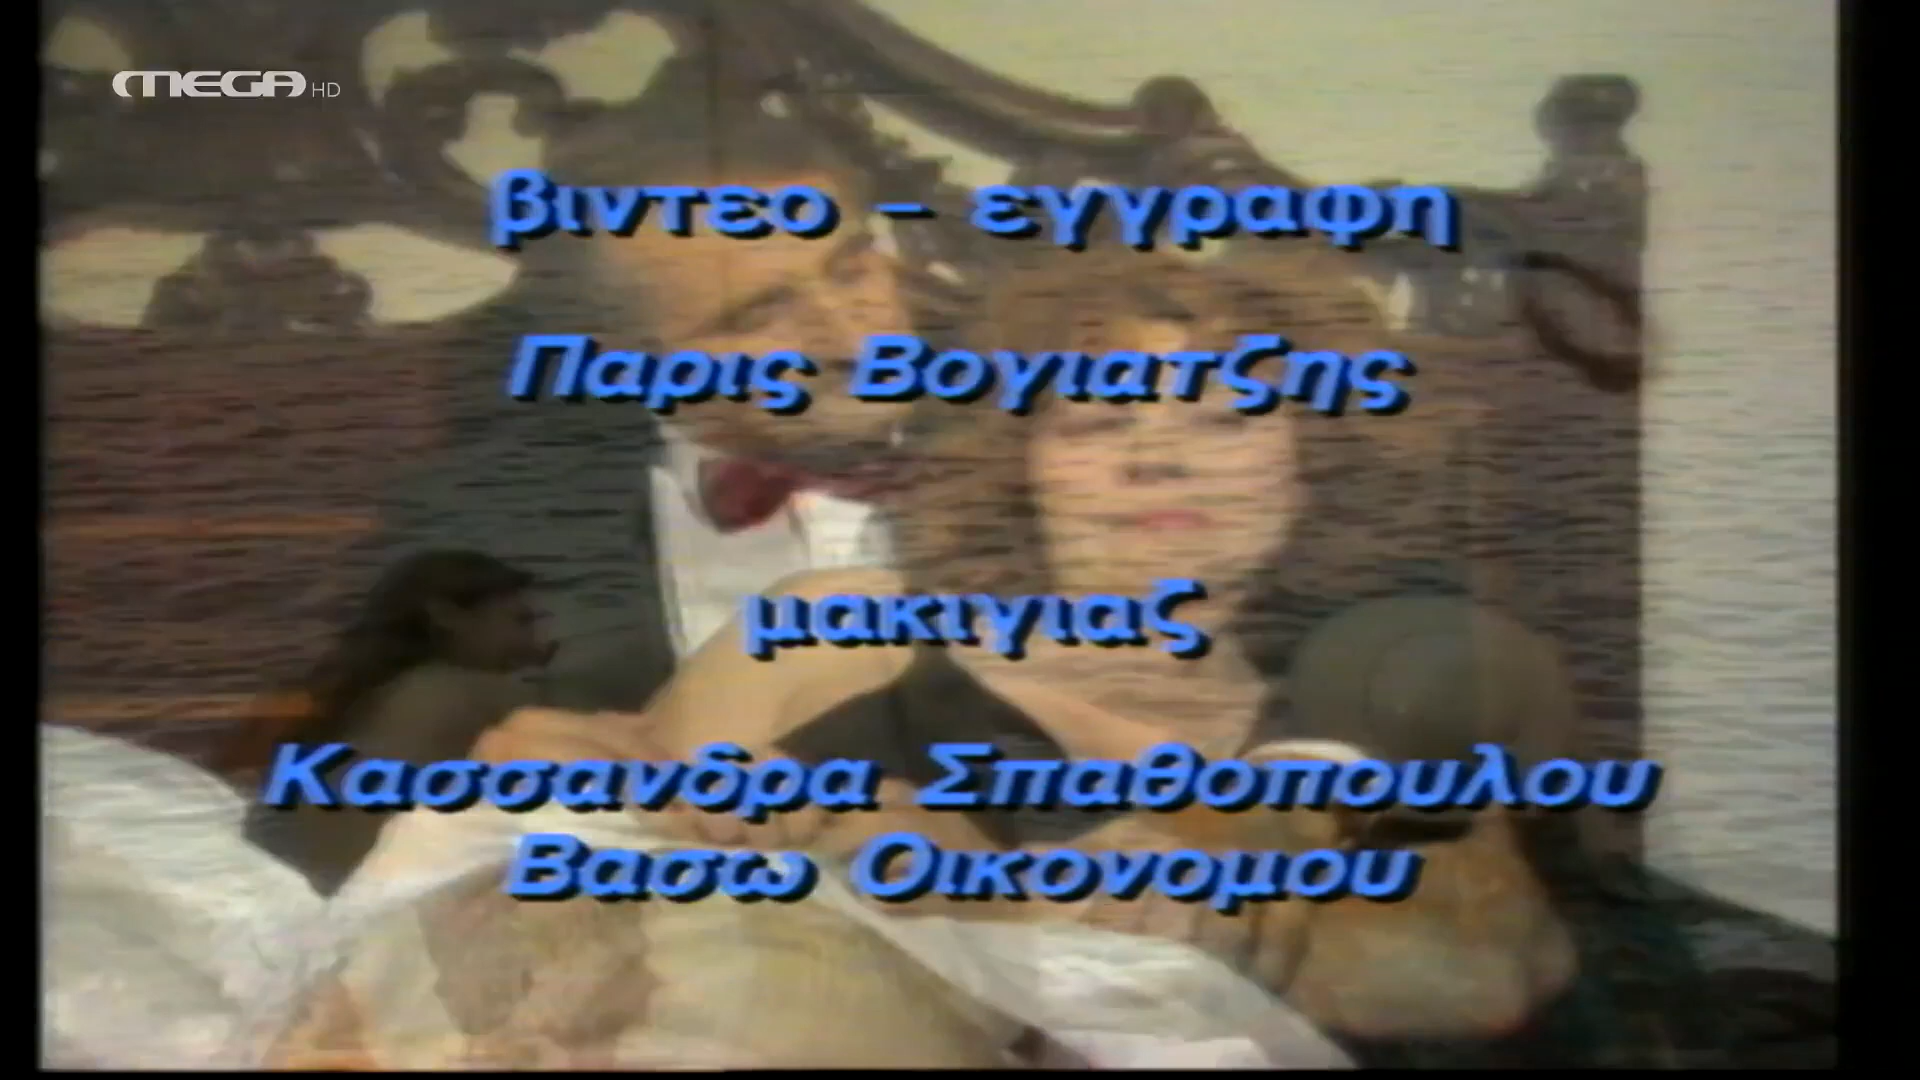 MEGA HD
βιντεο - εγγραφη
Παρις Βογιατζης
μακιγιαζ
Κασσανδρα Σπαθοπουλου
Βασω Οικονομου